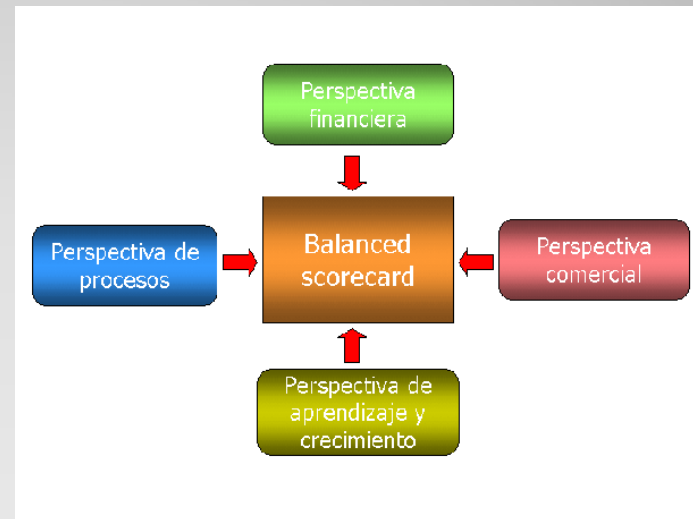 Perspectiva
financiera
Perspectiva de
procesos
Balanced
scorecard
Perspectiva
comercial
Perspectiva de
aprendizaje y
crecimiento